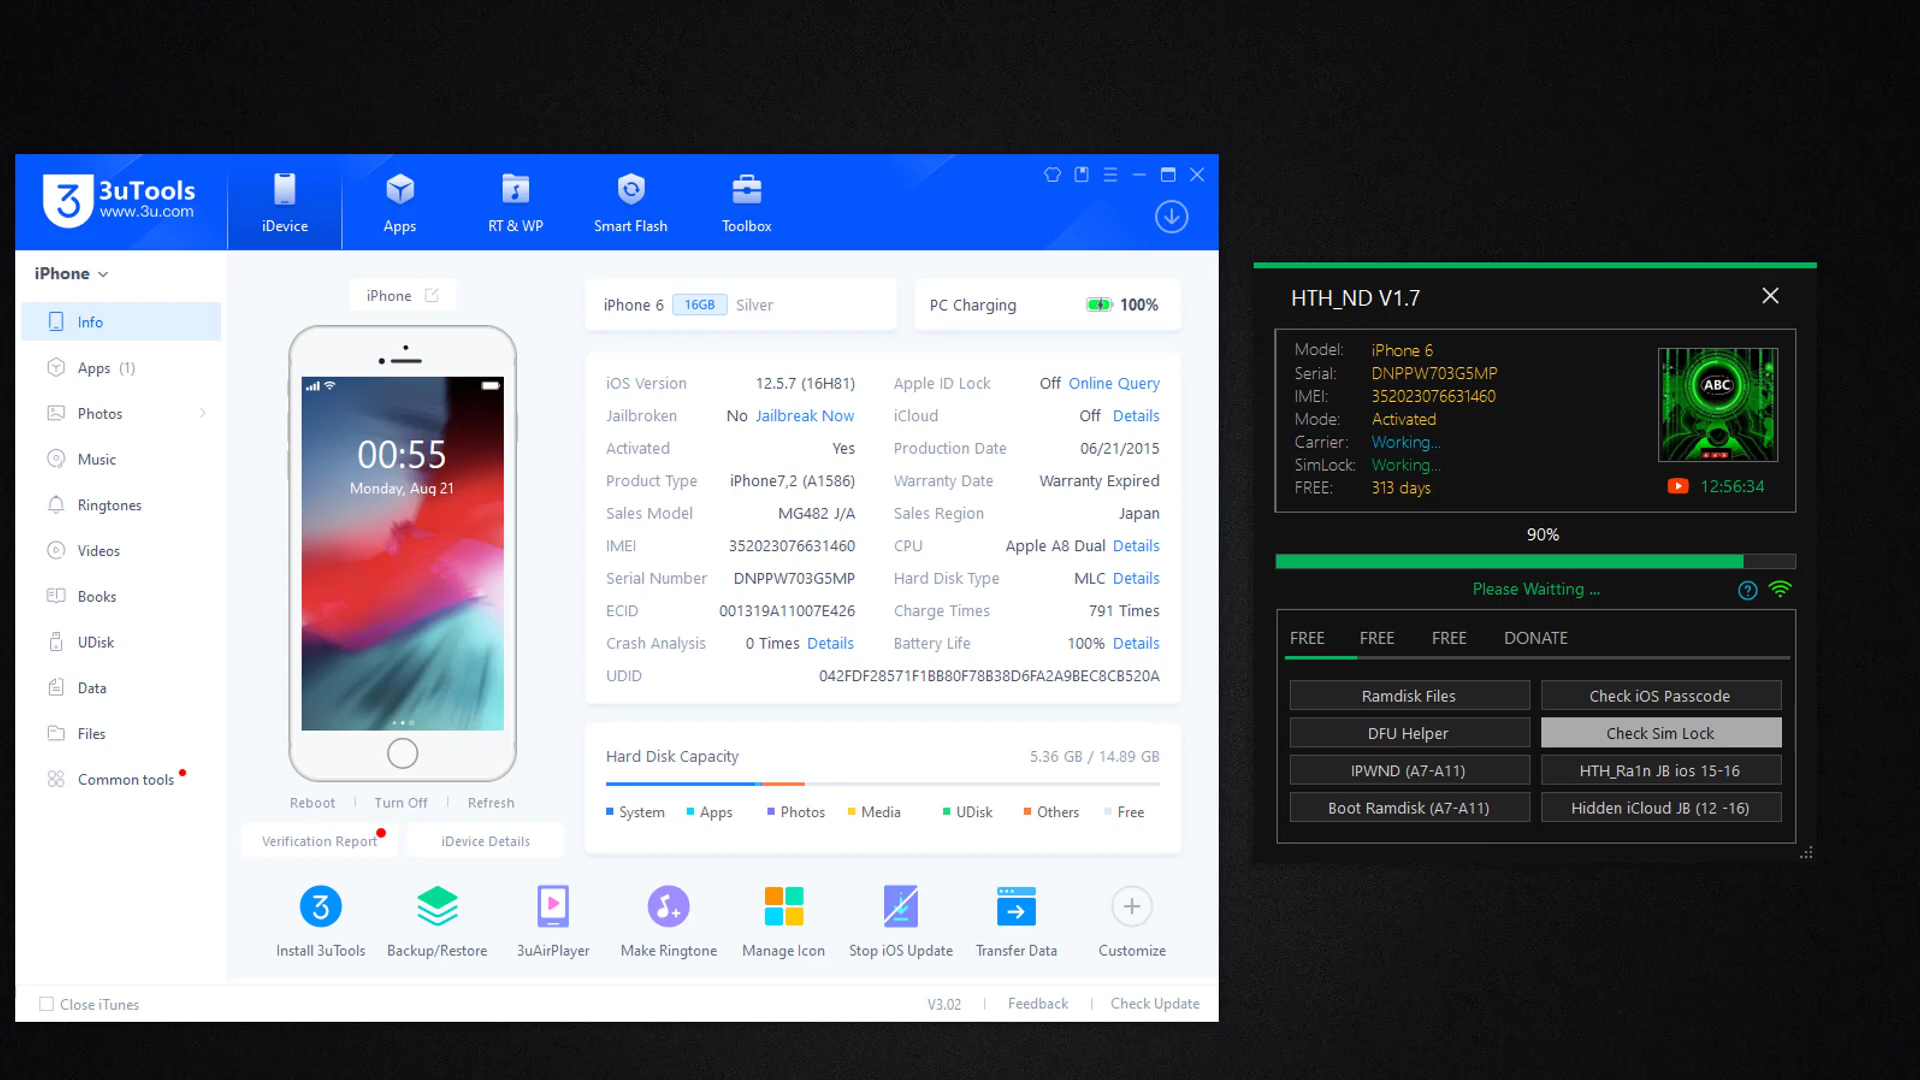 3uTools
www.3u.com
iDevice
Apps
RT & WP
Smart Flash
Toolbox
iPhone
Info
Apps (1)
Photos
Music
Ringtones
Videos
Books
UDisk
Data
Files
Common tools
iPhone
00:55
Monday, Aug 21
Reboot | Turn Off | Refresh
Verification Report
iDevice Details
iPhone 6 16GB Silver
PC Charging 100%
iOS Version 12.5.7 (16H81) Apple ID Lock Off Online Query
Jailbroken No Jailbreak Now iCloud Off Details
Activated Yes Production Date 06/21/2015
Product Type iPhone7,2 (A1586) Warranty Date Warranty Expired
Sales Model MG482 J/A Sales Region Japan
IMEI 352023076631460 CPU Apple A8 Dual Details
Serial Number DNPPW703G5MP Hard Disk Type MLC Details
ECID 001319A11007E426 Charge Times 791 Times
Crash Analysis 0 Times Details Battery Life 100% Details
UDID 042FDF28571F1BB80F78B38D6FA2A9BEC8CB520A
Hard Disk Capacity 5.36 GB / 14.89 GB
System Apps Photos Media UDisk Others Free
Install 3uTools
Backup/Restore
3uAirPlayer
Make Ringtone
Manage Icon
Stop iOS Update
Transfer Data
Customize
Close iTunes
V3.02 | Feedback | Check Update
HTH_ND V1.7
Model: iPhone 6
Serial: DNPPW703G5MP
IMEI: 352023076631460
Mode: Activated
Carrier: Working...
SimLock: Working...
FREE: 313 days
ABC
12:56:34
90%
Please Waitting ...
FREE FREE FREE DONATE
Ramdisk Files Check iOS Passcode
DFU Helper Check Sim Lock
IPWND (A7-A11) HTH_Ra1n JB ios 15-16
Boot Ramdisk (A7-A11) Hidden iCloud JB (12 -16)